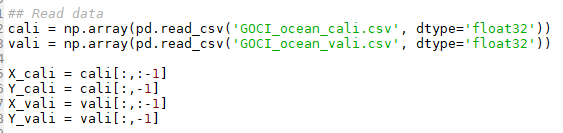 ## Read data
cali = np.array(pd.read_csv('GOCI_ocean_cali.csv', dtype='float32'))
vali = np.array(pd.read_csv('GOCI_ocean_vali.csv', dtype='float32'))
X_cali = cali[:,:-1]
Y_cali = cali[:,-1]
X_vali = vali[:,:-1]
Y_vali = vali[:,-1]